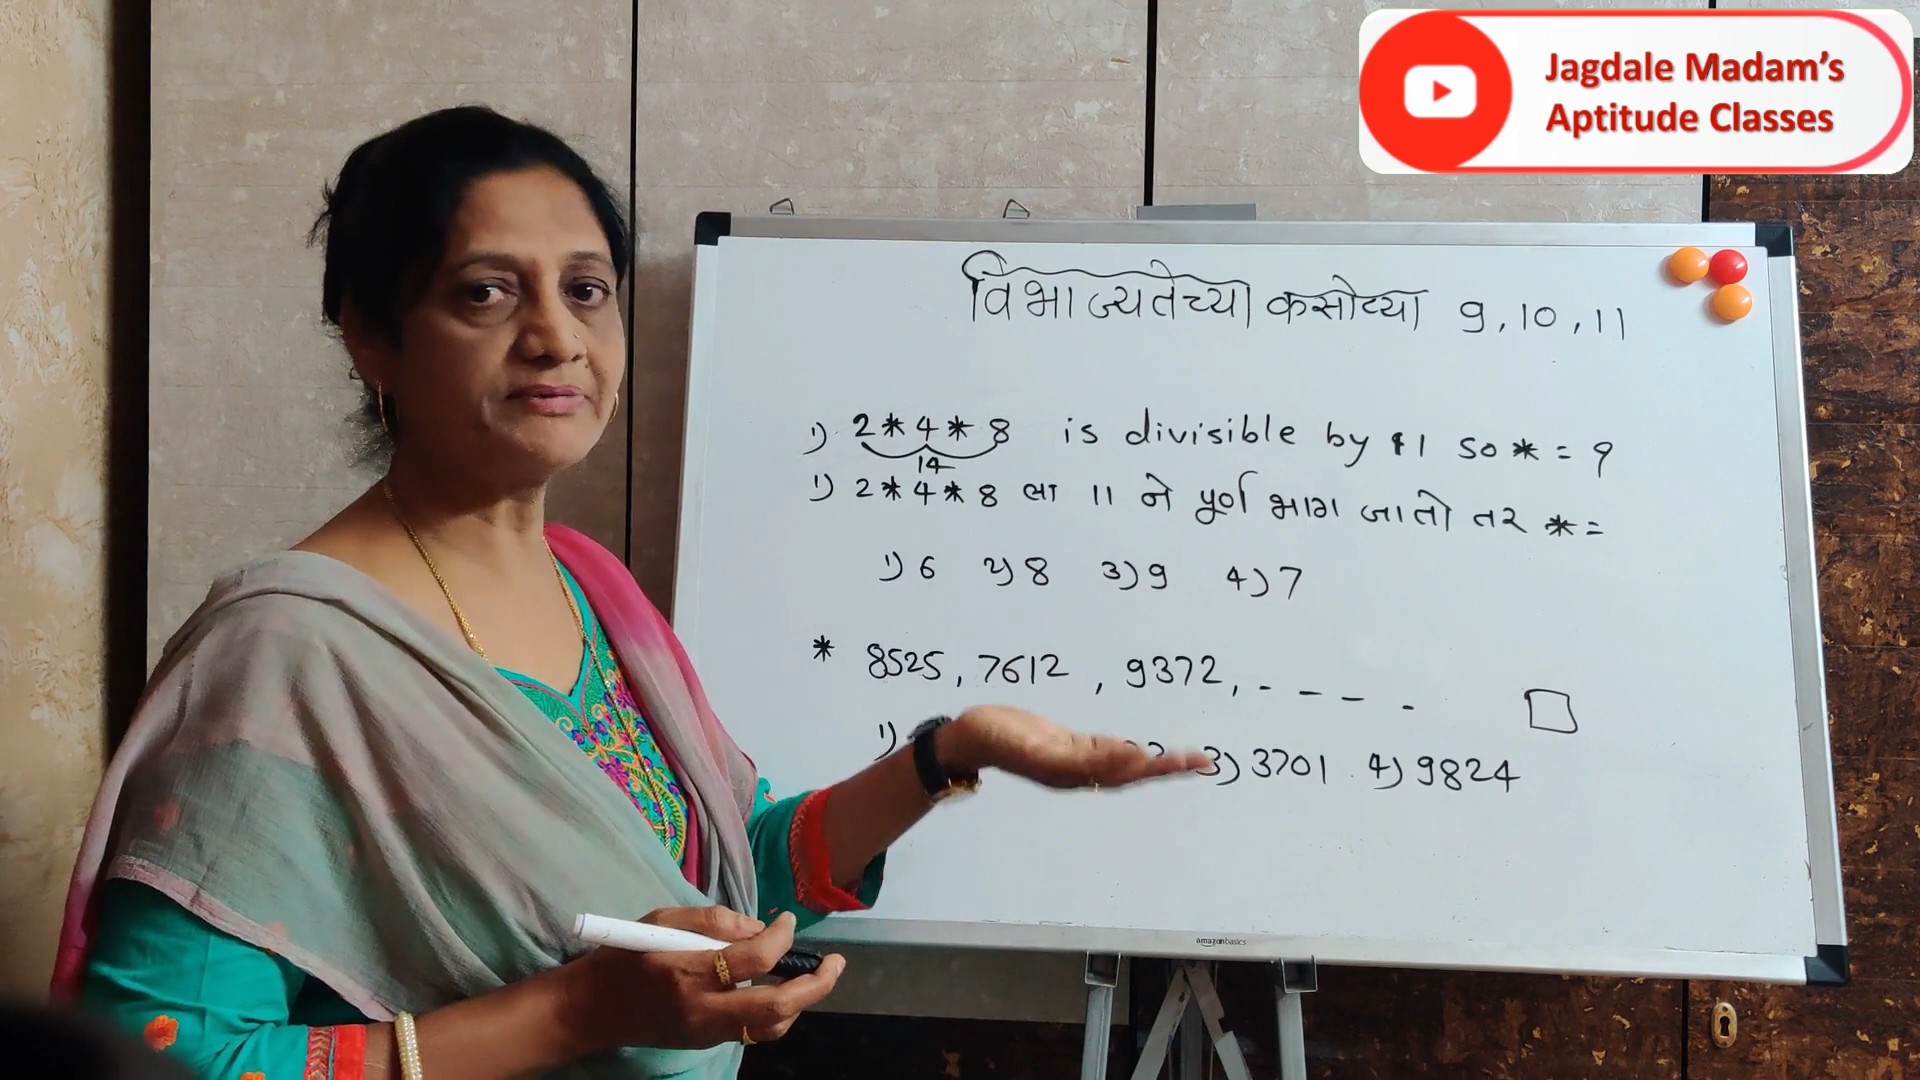 Jagdale Madam's
Aptitude Classes
विभाज्यतेच्या कसोट्या 9, 10, 11
1) 2*4*8 is divisible by 11 so * = ?
14
1) 2*4*8 ला 11 ने पूर्ण भाग जातो तर * =
1) 6 2) 8 3) 9 4) 7
* 8525, 7612, 9372, - - - -
1) 3) 3701 4) 9824
amazonbasics